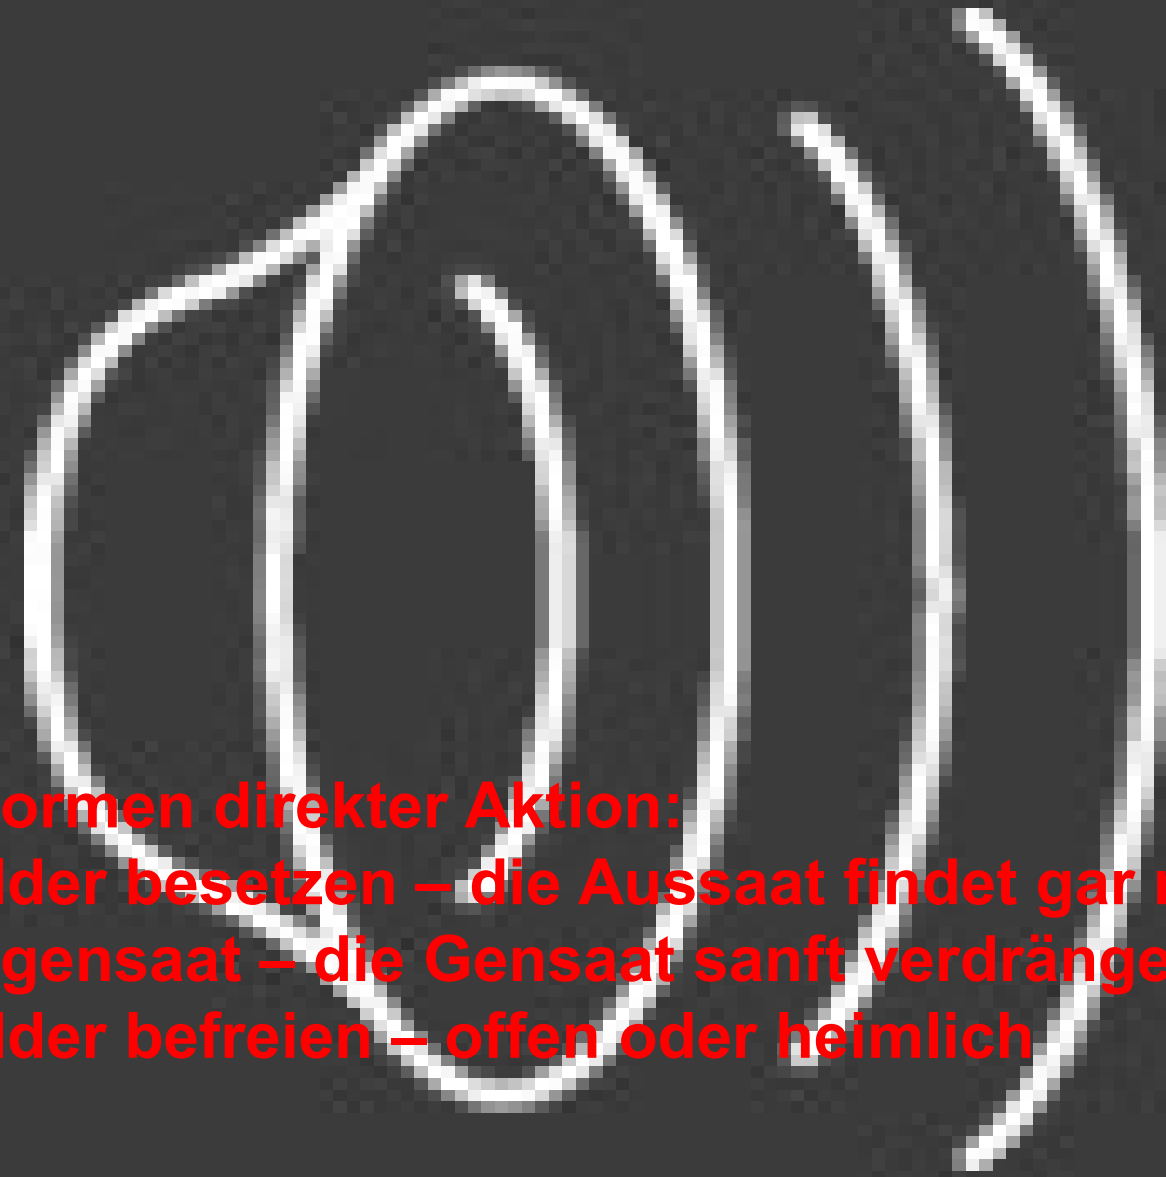 ormen direkter Aktion:
lder besetzen – die Aussaat findet gar
gensaat – die Gensaat sanft verdränge
lder befreien – offen oder heimlich